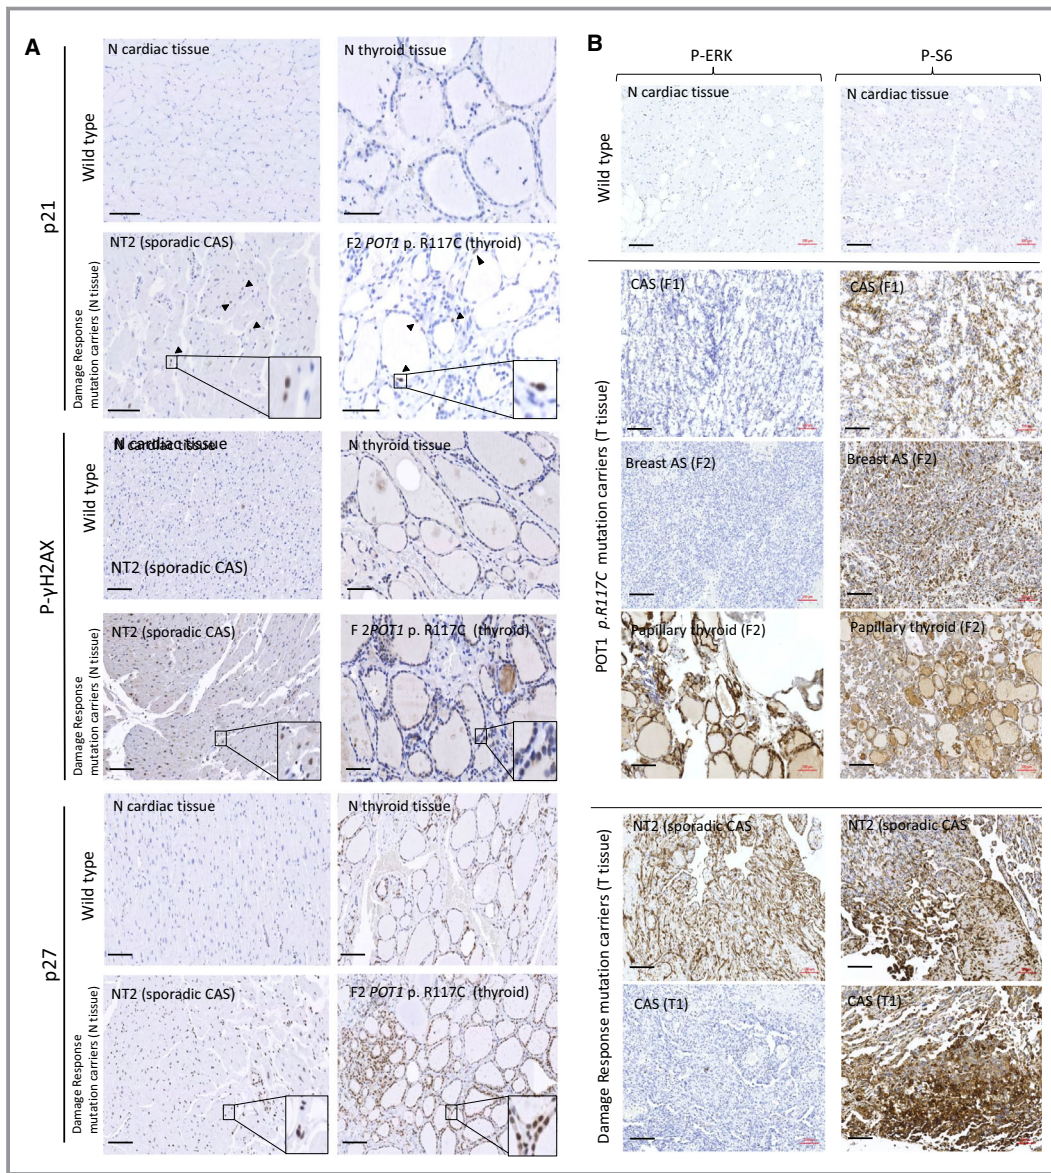 A
N cardiac tissue
N thyroid tissue
Wild type
p21
NT2 (sporadic CAS)
F2 POT1 p. R117C (thyroid)
Damage Response
mutation carriers (N tissue)
N cardiac tissue
N cardiac tissue
N thyroid tissue
Wild type
NT2 (sporadic CAS)
P-γH2AX
NT2 (sporadic CAS)
F 2POT1 p. R117C (thyroid)
Damage Response
mutation carriers (N tissue)
N cardiac tissue
N thyroid tissue
Wild type
p27
NT2 (sporadic CAS)
F2 POT1 p. R117C (thyroid)
Damage Response
mutation carriers (N tissue)
B
P-ERK
P-S6
N cardiac tissue
N cardiac tissue
Wild type
CAS (F1)
CAS (F1)
Breast AS (F2)
Breast AS (F2)
POT1 p.R117C mutation carriers (T tissue)
Papillary thyroid (F2)
Papillary thyroid (F2)
NT2 (sporadic CAS
NT2 (sporadic CAS
Damage Response mutation carriers (T tissue)
CAS (T1)
CAS (T1)